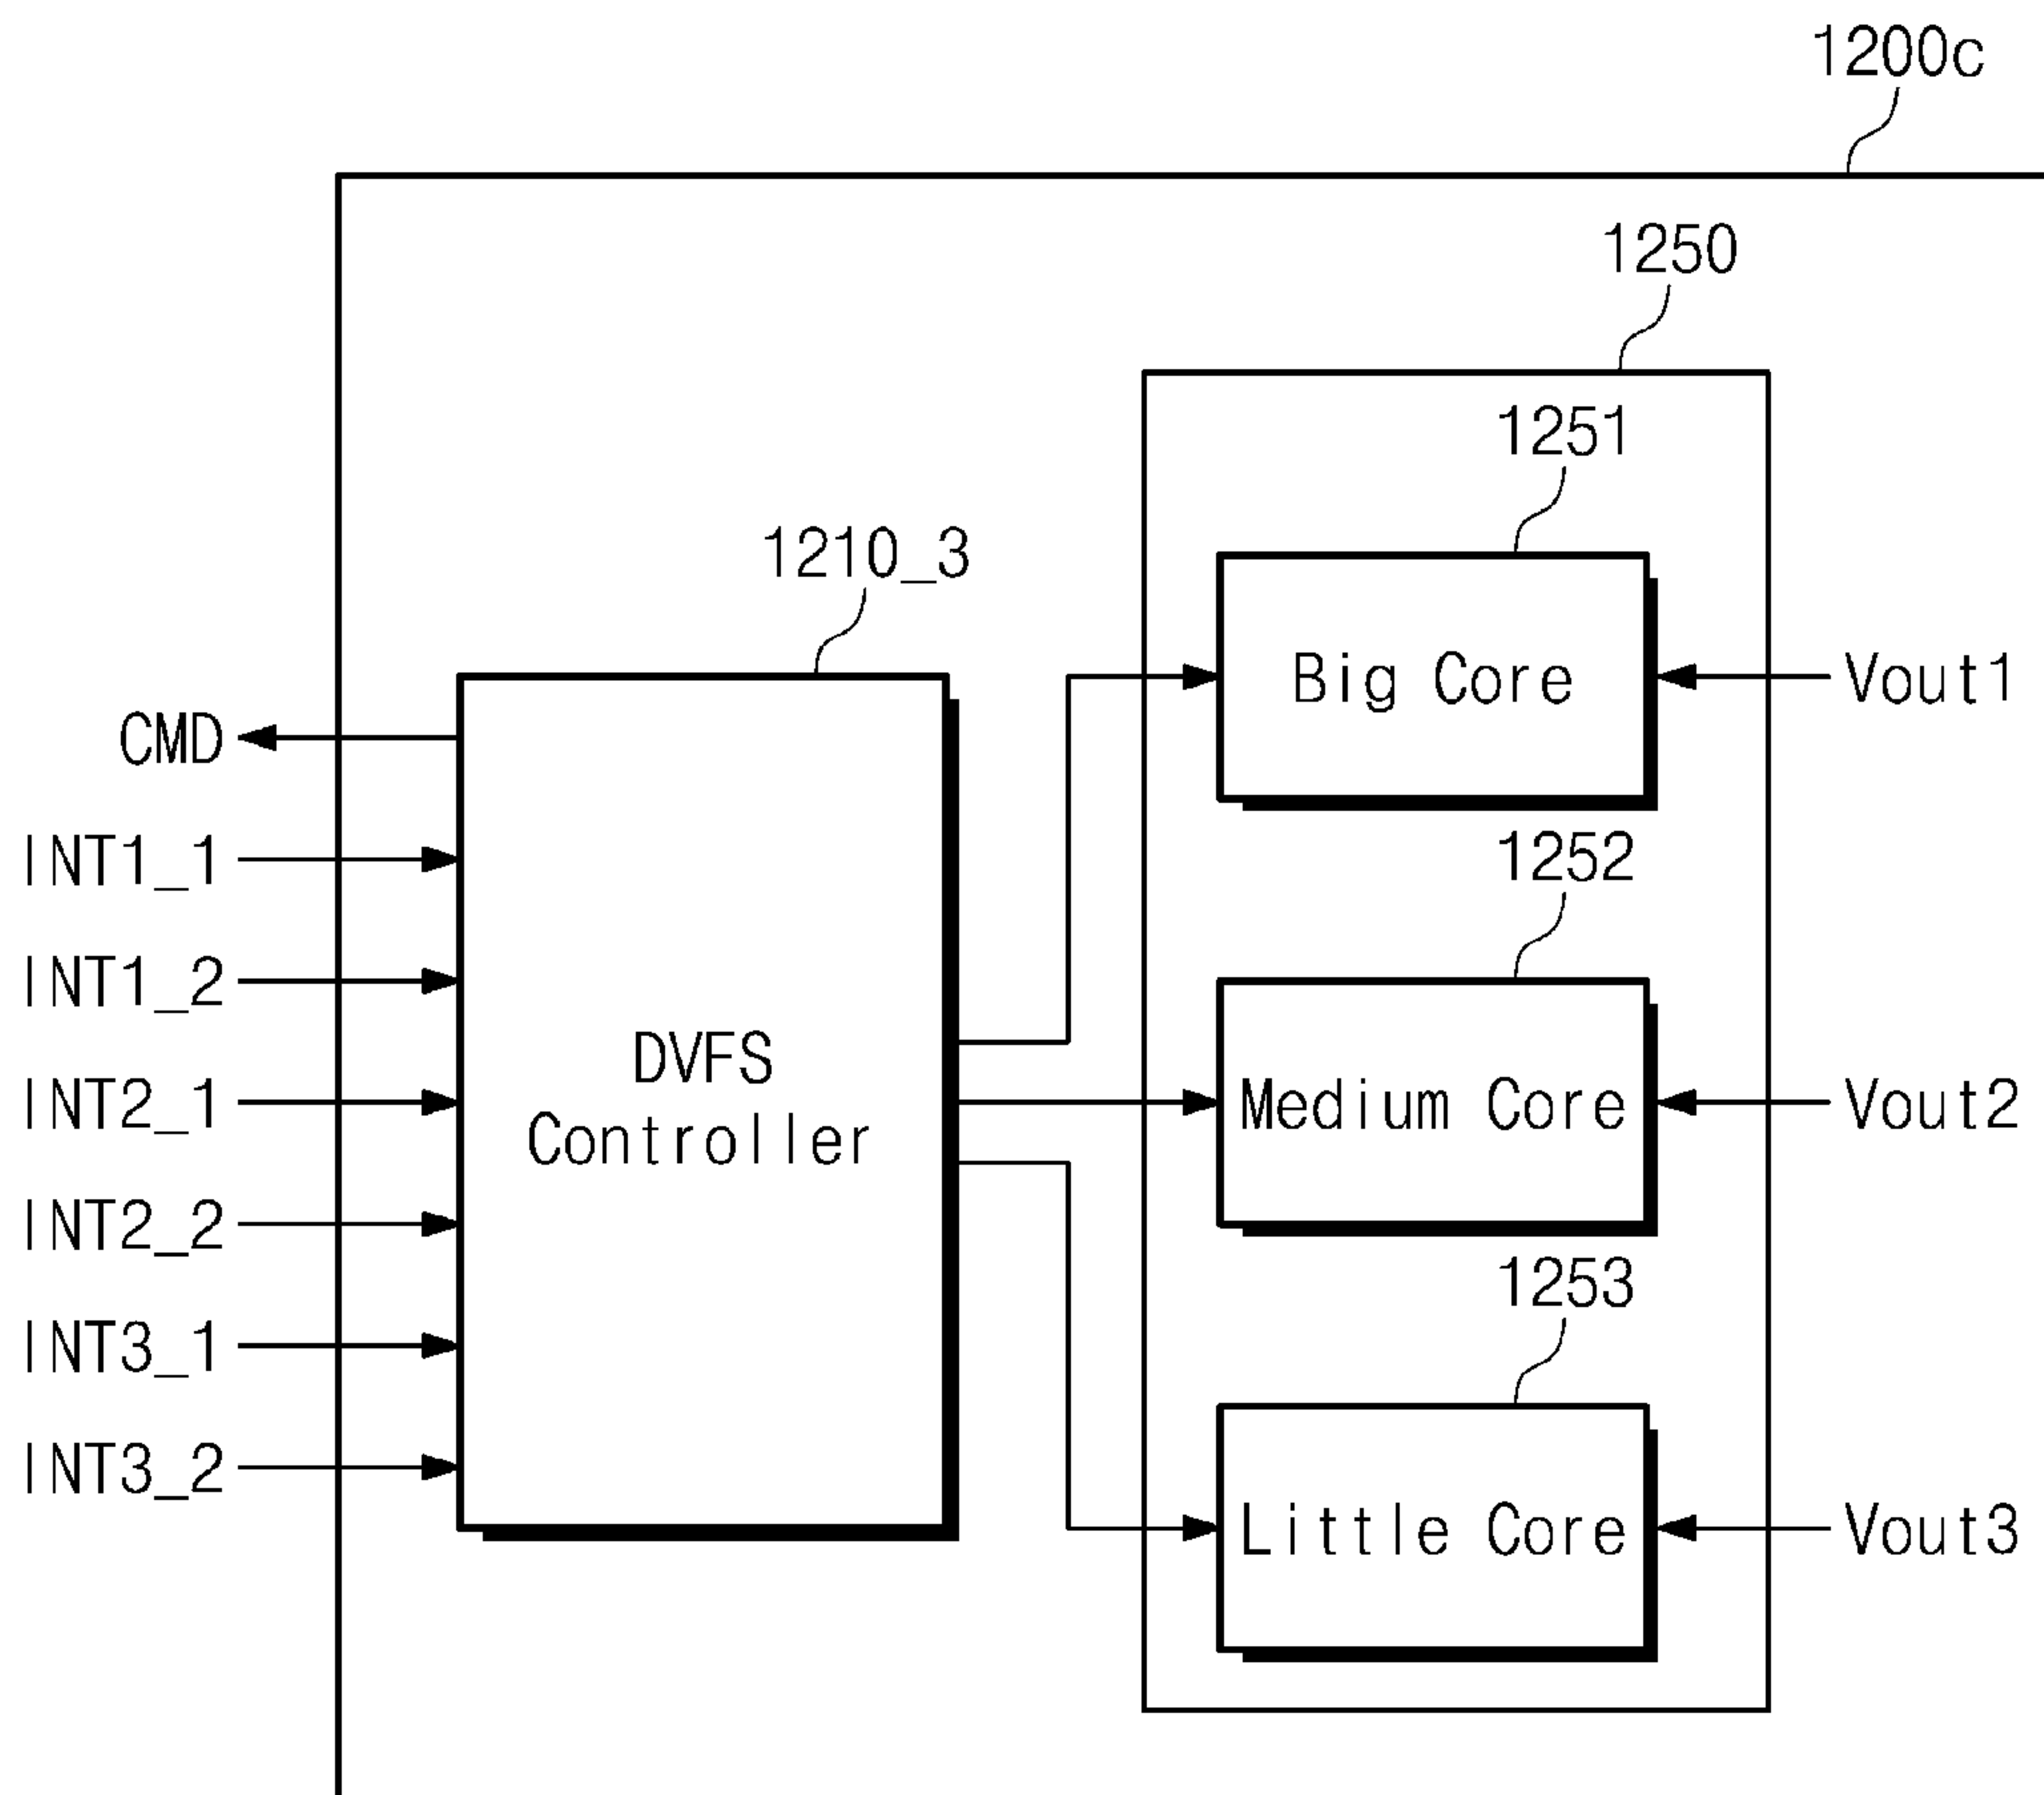 1200c
1250
1251
1210_3
Big Core
Vout1
CMD
INT1_1
1252
INT1_2
DVFS
Controller
INT2_1
Medium Core
Vout2
INT2_2
1253
INT3_1
INT3_2
Little Core
Vout3